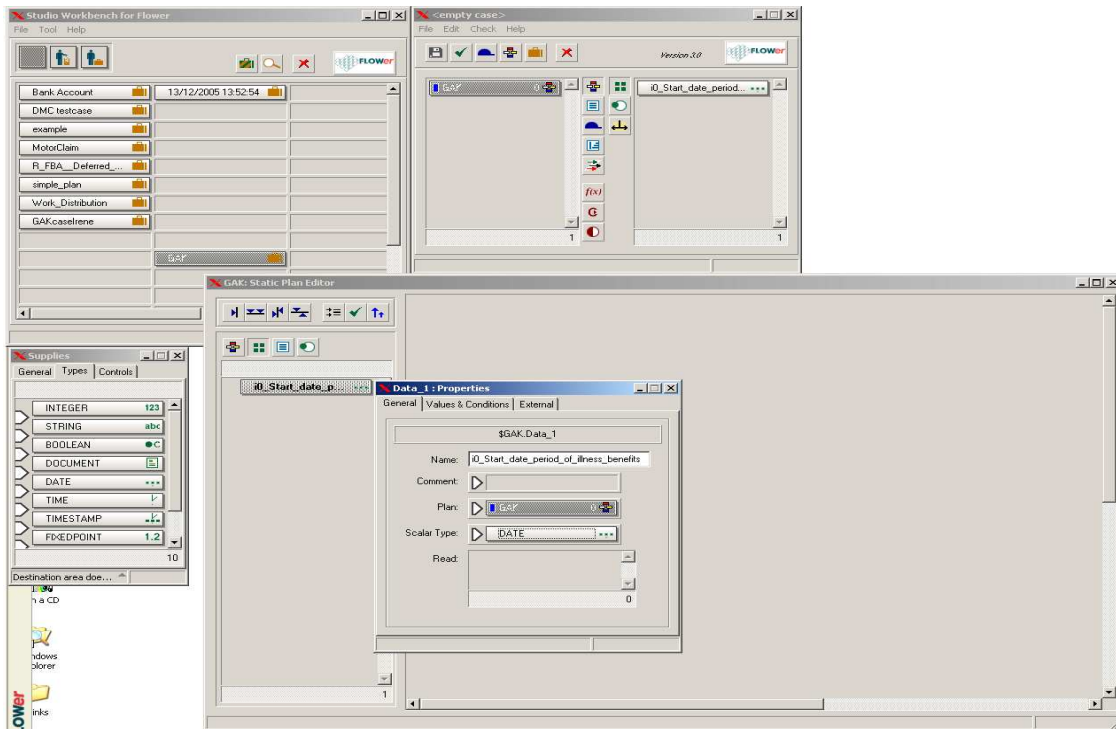 Studio Workbench for Flower
File Tool Help
FLOWer
Bank Account
13/12/2005 13:52:54
DMC testcase
example
MotorClaim
R_FBA__Deferred_...
simple_plan
Work_Distribution
GAKcaseIrene
GAK
<empty case>
File Edit Check Help
Version 3.0
FLOWer
GAK 0
i0_Start_date_period...
f(x)
1
1
GAK: Static Plan Editor
i0_Start_date_p...
1
Supplies
General Types Controls
INTEGER 123
STRING abc
BOOLEAN
DOCUMENT
DATE
TIME
TIMESTAMP
FIXEDPOINT 1.2
10
Destination area doe...
Data_1 : Properties
General Values & Conditions External
$GAK.Data_1
Name: i0_Start_date_period_of_illness_benefits
Comment:
Plan: GAK 0
Scalar Type: DATE
Read:
0
n a CD
ndows
plorer
inks
LOWer